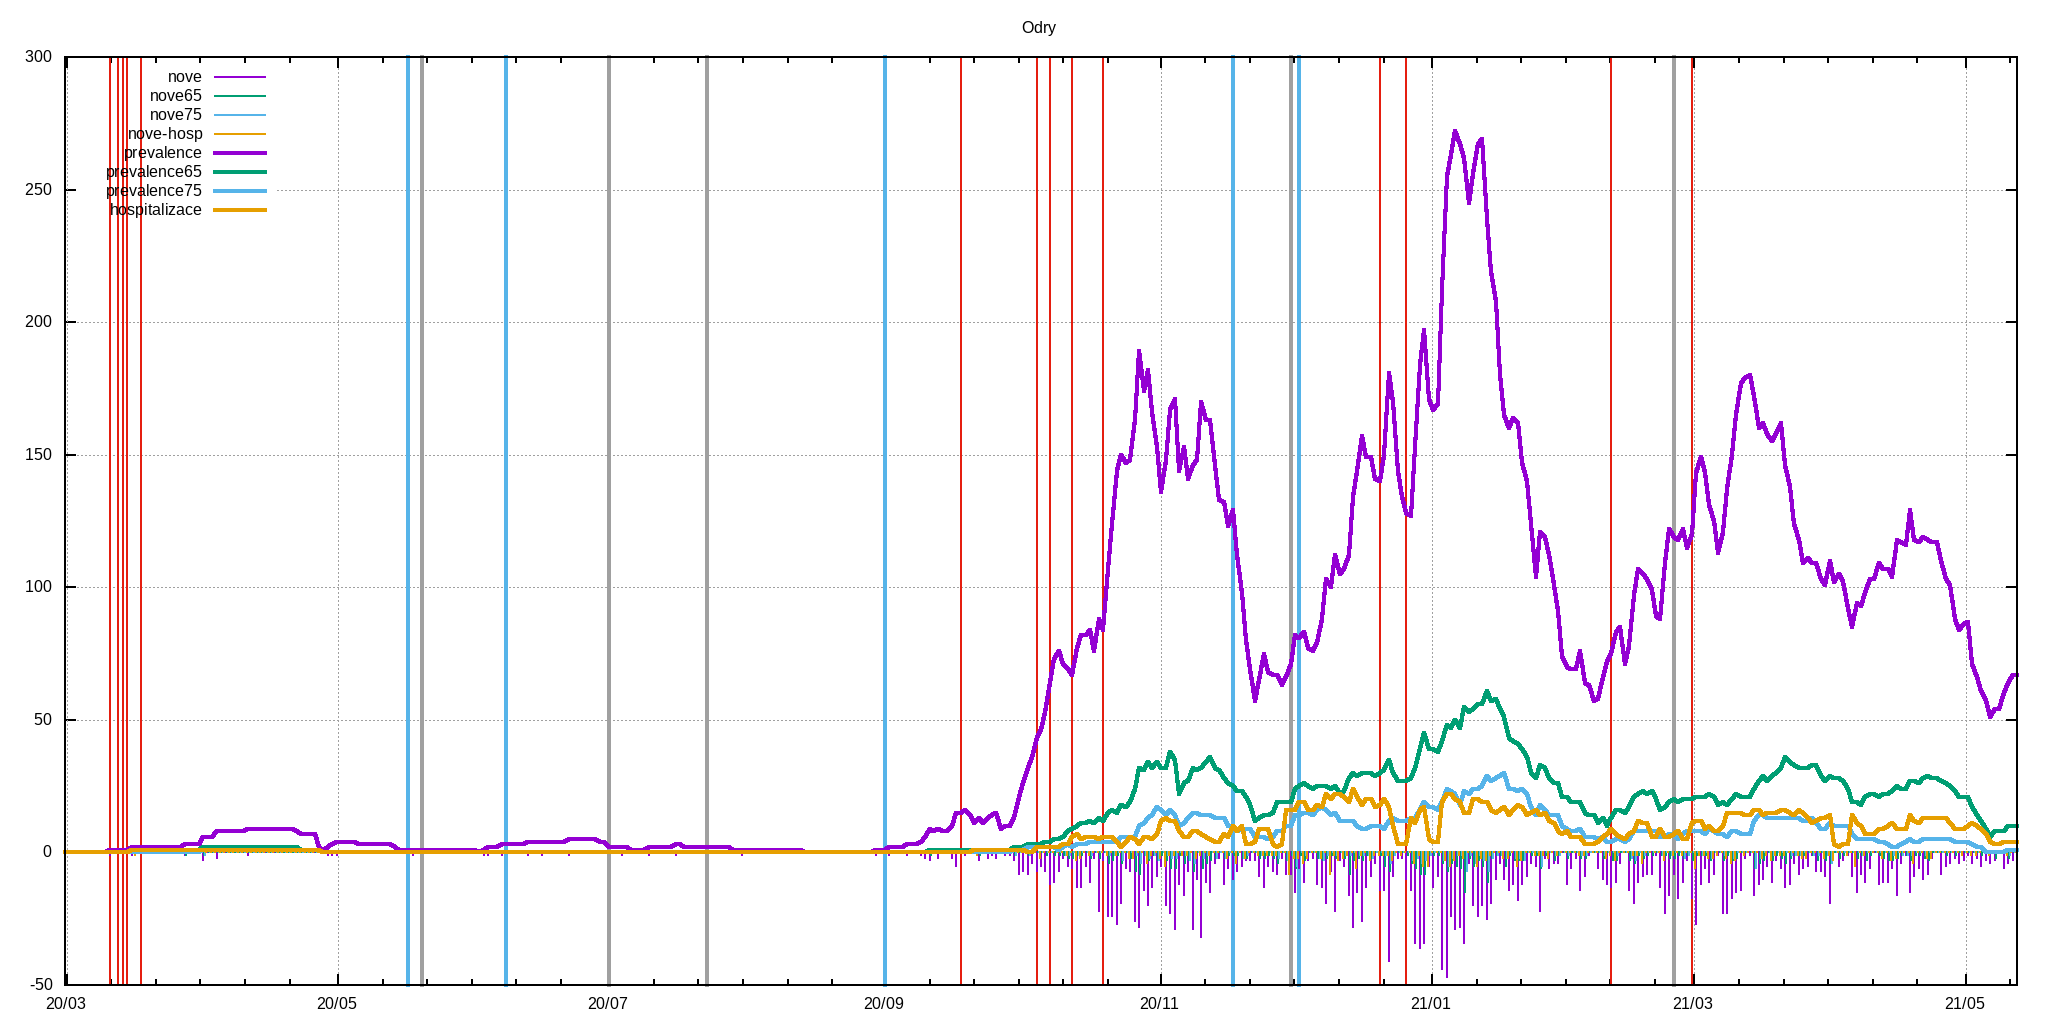 Odry
300
250
200
150
100
50
0
-50
nove
nove65
nove75
nove-hosp
prevalence
prevalence65
prevalence75
hospitalizace
20/03 20/05 20/07 20/09 20/11 21/01 21/03 21/05